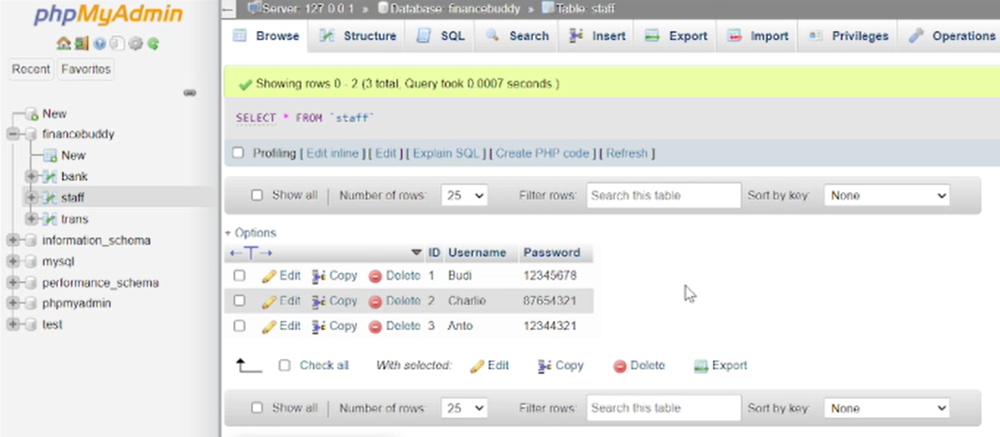 phpMyAdmin
Recent Favorites
New
financebuddy
New
bank
staff
trans
information_schema
mysql
performance_schema
phpmyadmin
test
Server: 127.0.0.1 » Database: financebuddy » Table: staff
Browse Structure SQL Search Insert Export Import Privileges Operations
Showing rows 0 - 2 (3 total, Query took 0.0007 seconds.)
SELECT * FROM `staff`
Profiling [ Edit inline ] [ Edit ] [ Explain SQL ] [ Create PHP code ] [ Refresh ]
Show all | Number of rows: 25 Filter rows: Search this table Sort by key: None
+ Options
←T→ ID Username Password
Edit Copy Delete 1 Budi 12345678
Edit Copy Delete 2 Charlie 87654321
Edit Copy Delete 3 Anto 12344321
Check all With selected: Edit Copy Delete Export
Show all | Number of rows: 25 Filter rows: Search this table Sort by key: None